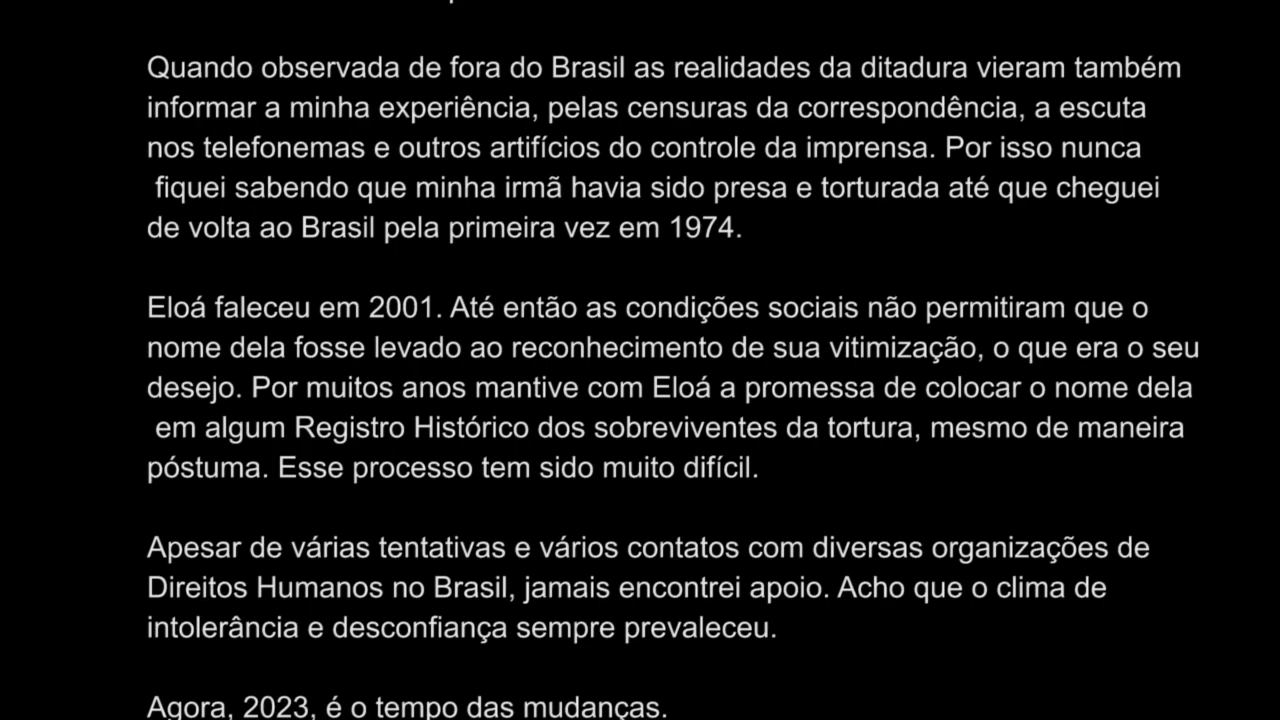 Quando observada de fora do Brasil as realidades da ditadura vieram também
informar a minha experiência, pelas censuras da correspondência, a escuta
nos telefonemas e outros artifícios do controle da imprensa. Por isso nunca
fiquei sabendo que minha irmã havia sido presa e torturada até que cheguei
de volta ao Brasil pela primeira vez em 1974.
Eloá faleceu em 2001. Até então as condições sociais não permitiram que o
nome dela fosse levado ao reconhecimento de sua vitimização, o que era o seu
desejo. Por muitos anos mantive com Eloá a promessa de colocar o nome dela
em algum Registro Histórico dos sobreviventes da tortura, mesmo de maneira
póstuma. Esse processo tem sido muito difícil.
Apesar de várias tentativas e vários contatos com diversas organizações de
Direitos Humanos no Brasil, jamais encontrei apoio. Acho que o clima de
intolerância e desconfiança sempre prevaleceu.
Agora, 2023, é o tempo das mudanças.